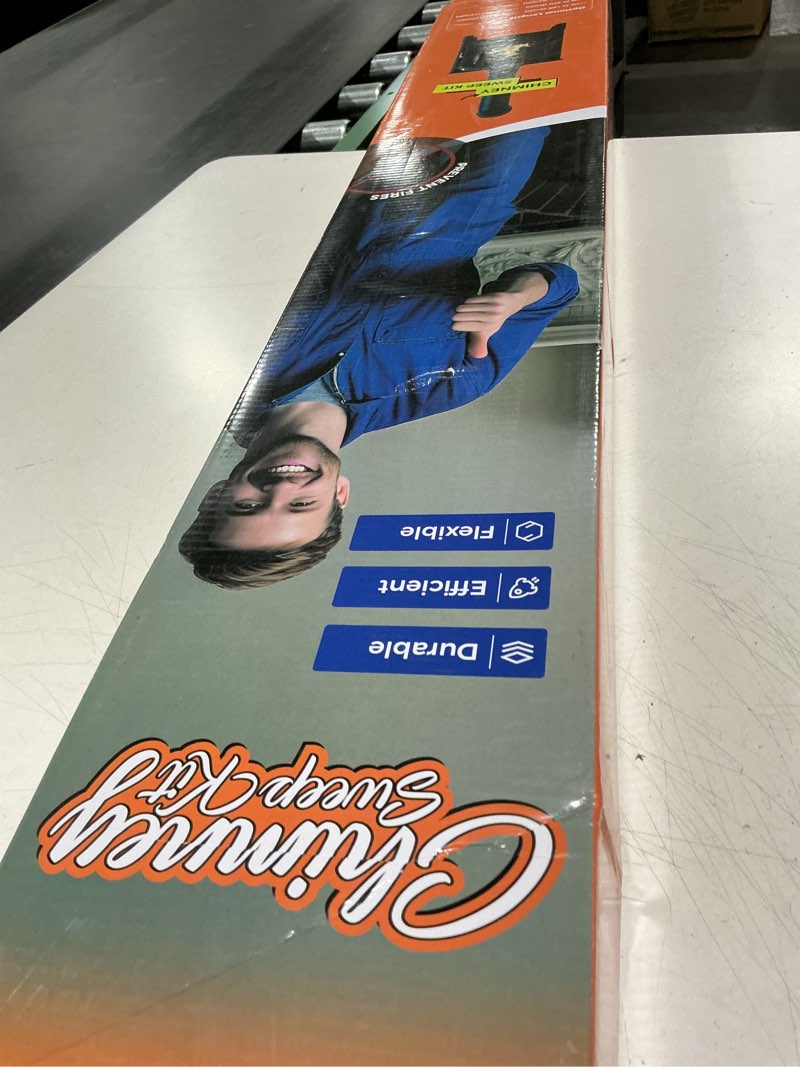 Chimney
Sweep Kit
Durable
Efficient
Flexible
PREVENT FIRES
CHIMNEY
SWEEP KIT